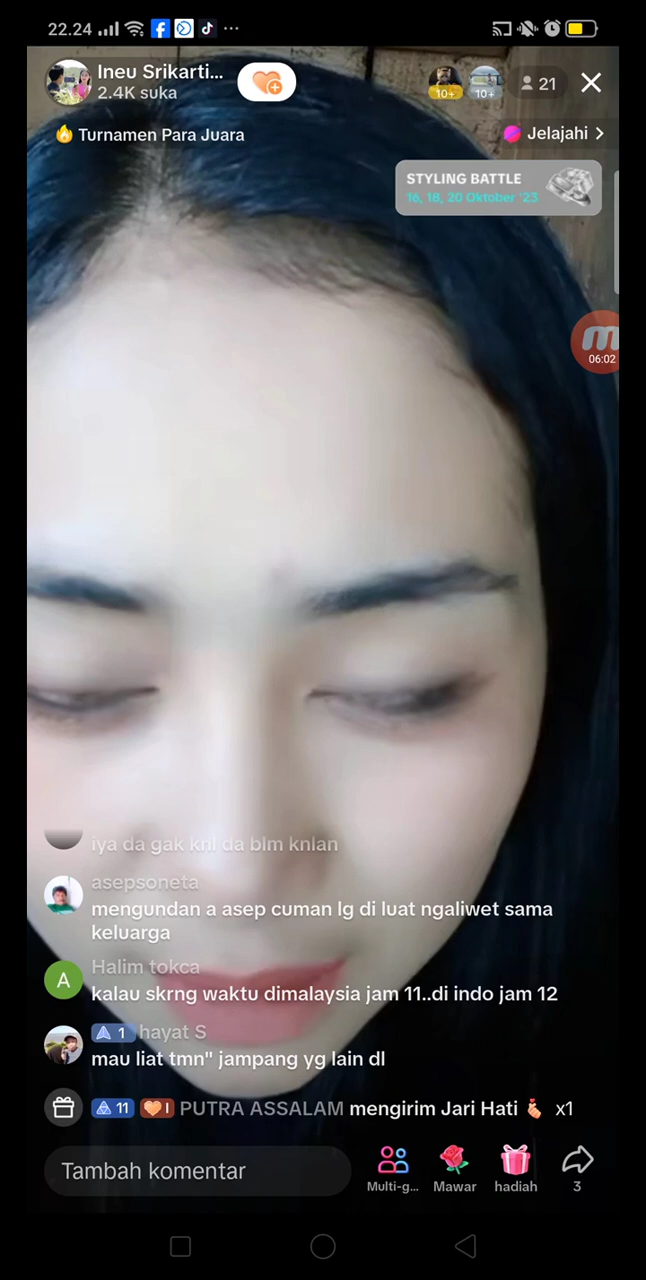 22.24
Ineu Srikarti...
2.4K suka
10+
10+
21
Turnamen Para Juara
Jelajahi >
STYLING BATTLE
16, 18, 20 Oktober '23
06:02
iya da gak knl da blm knlan
asepsoneta
mengundan a asep cuman lg di luat ngaliwet sama
keluarga
A
Halim tokca
kalau skrng waktu dimalaysia jam 11..di indo jam 12
1 hayat S
mau liat tmn" jampang yg lain dl
11 I PUTRA ASSALAM mengirim Jari Hati x1
Tambah komentar
Multi-g...
Mawar
hadiah
3